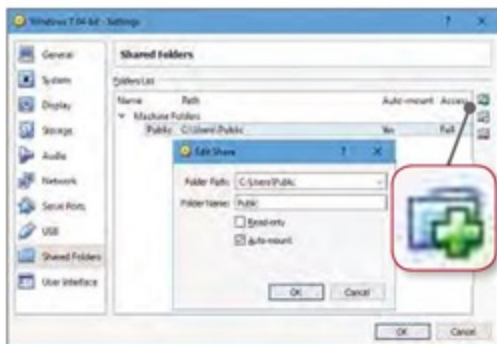 Windows 7 64-bit - Settings
General
Shared Folders
System
Folders List
Display
Name Path Auto-mount Access
Machine Folders
Storage
Public C:\Users\Public Yes Full
Audio
Edit Share
Network
Folder Path: C:\Users\Public
Serial Ports
Folder Name: Public
USB
Read-only
Shared Folders
Auto-mount
User Interface
OK Cancel
OK Cancel